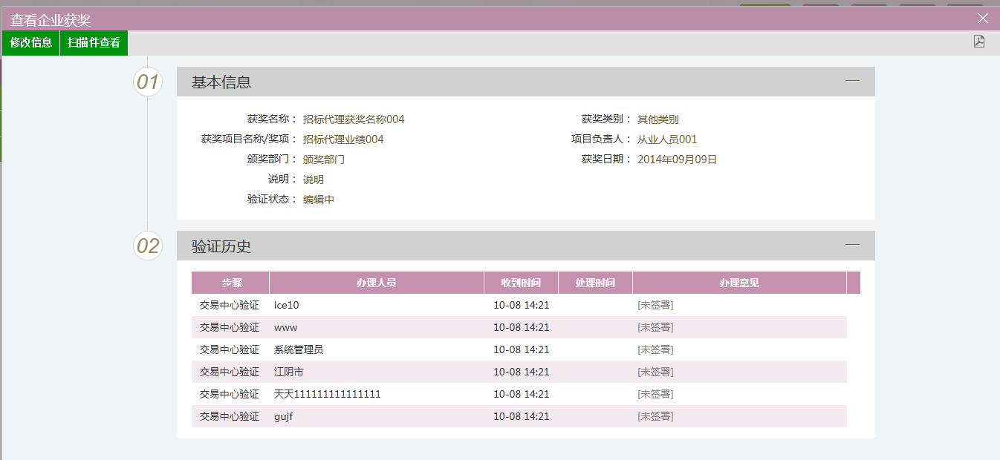 查看企业获奖
修改信息 扫描件查看
01 基本信息
获奖名称： 招标代理获奖名称004 获奖类别： 其他类别
获奖项目名称/奖项： 招标代理业绩004 项目负责人： 从业人员001
颁奖部门： 颁奖部门 获奖日期： 2014年09月09日
说明： 说明
验证状态： 编辑中
02 验证历史
步骤 办理人员 收到时间 处理时间 办理意见
交易中心验证 ice10 10-08 14:21 [未签署]
交易中心验证 www 10-08 14:21 [未签署]
交易中心验证 系统管理员 10-08 14:21 [未签署]
交易中心验证 江阴市 10-08 14:21 [未签署]
交易中心验证 天天111111111111111 10-08 14:21 [未签署]
交易中心验证 gujf 10-08 14:21 [未签署]